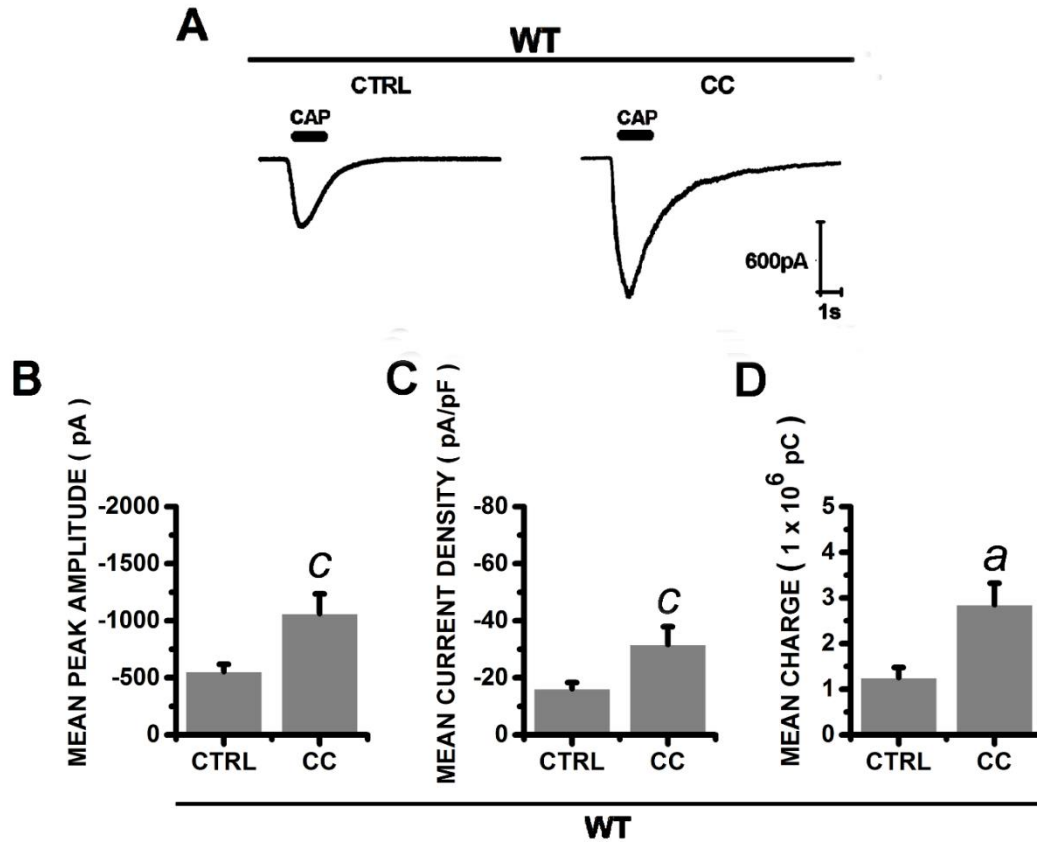 A
WT
CTRL CC
CAP CAP
600pA
1s
B C D
MEAN PEAK AMPLITUDE ( pA )
-2000
-1500
-1000
-500
0
C
CTRL CC
MEAN CURRENT DENSITY ( pA/pF )
-80
-60
-40
-20
0
C
CTRL CC
MEAN CHARGE ( 1 x 10⁶ pC )
5
4
3
2
1
0
a
CTRL CC
WT